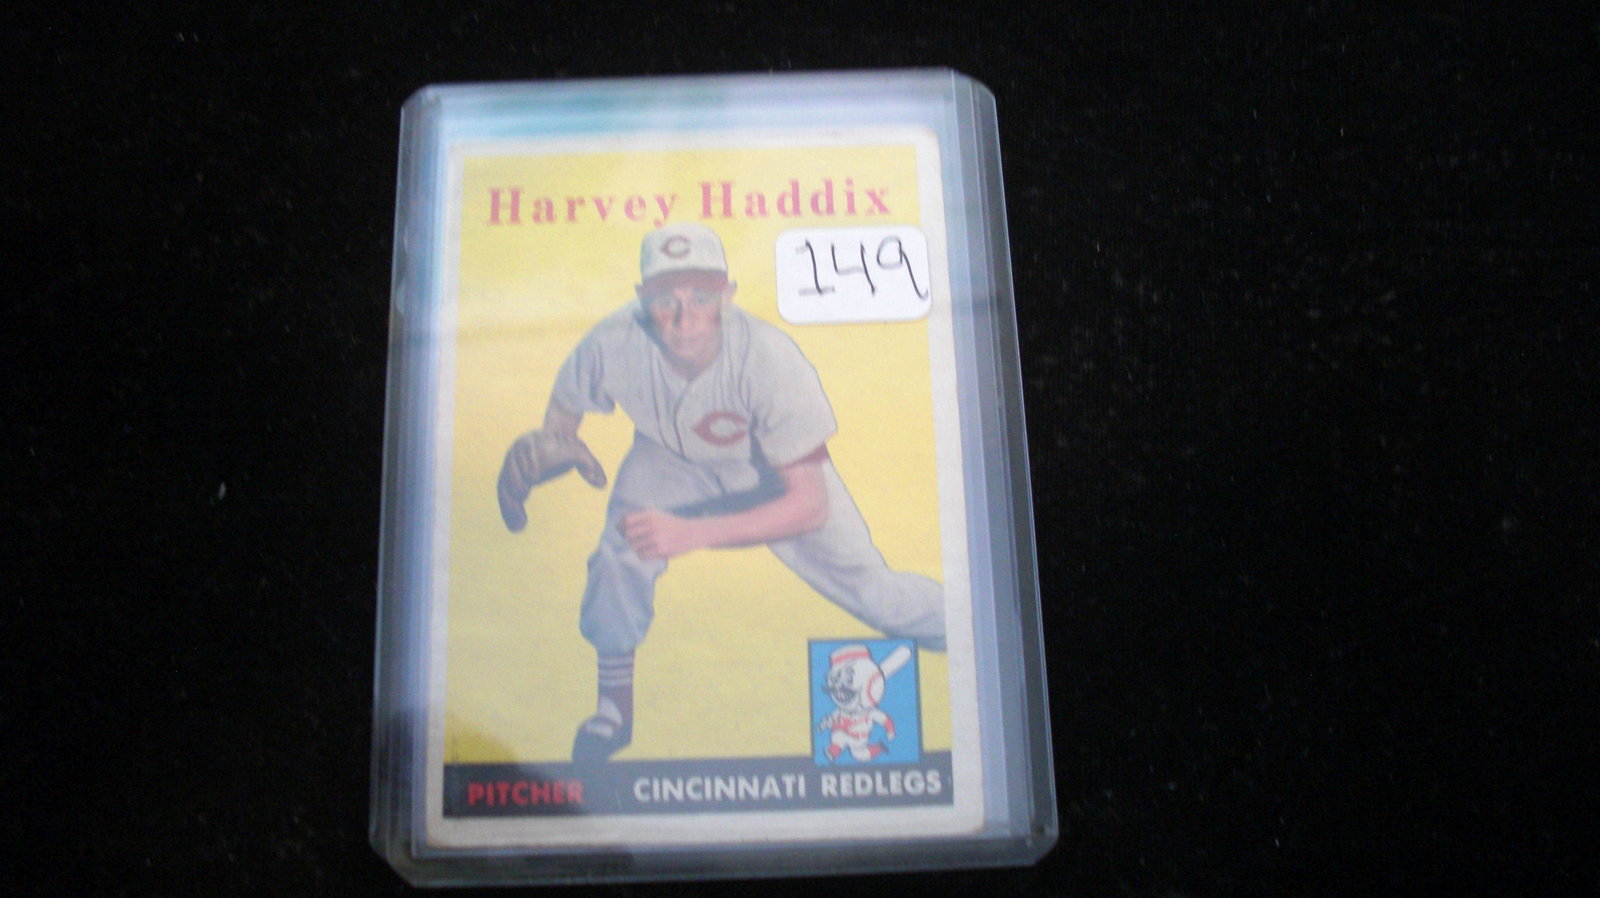 Harvey Haddix
C
149
C
PITCHER CINCINNATI REDLEGS